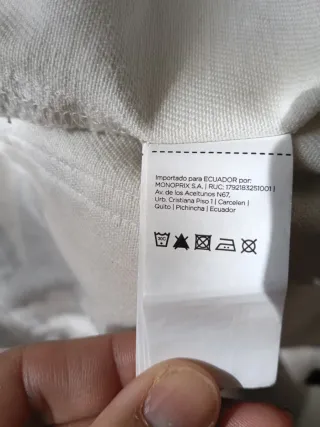 Importado para ECUADOR por:
MONOPRIX S.A. | RUC: 1792183251001 |
Av. de los Aceitunos N67,
Urb. Cristiana Piso 1 | Carcelen |
Quito | Pichincha | Ecuador